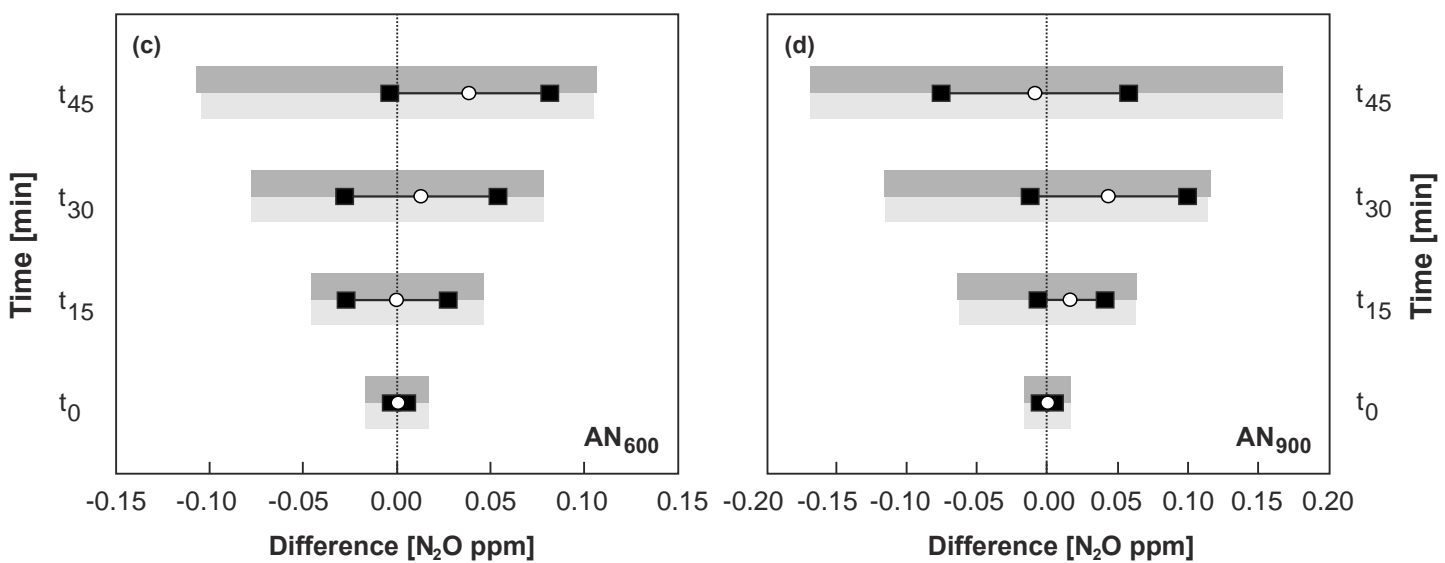 (c)
t45
t30
t15
t0
Time [min]
AN600
-0.15 -0.10 -0.05 0.00 0.05 0.10 0.15
Difference [N2O ppm]
(d)
t45
t30
t15
t0
Time [min]
AN900
-0.20 -0.15 -0.10 -0.05 0.00 0.05 0.10 0.15 0.20
Difference [N2O ppm]